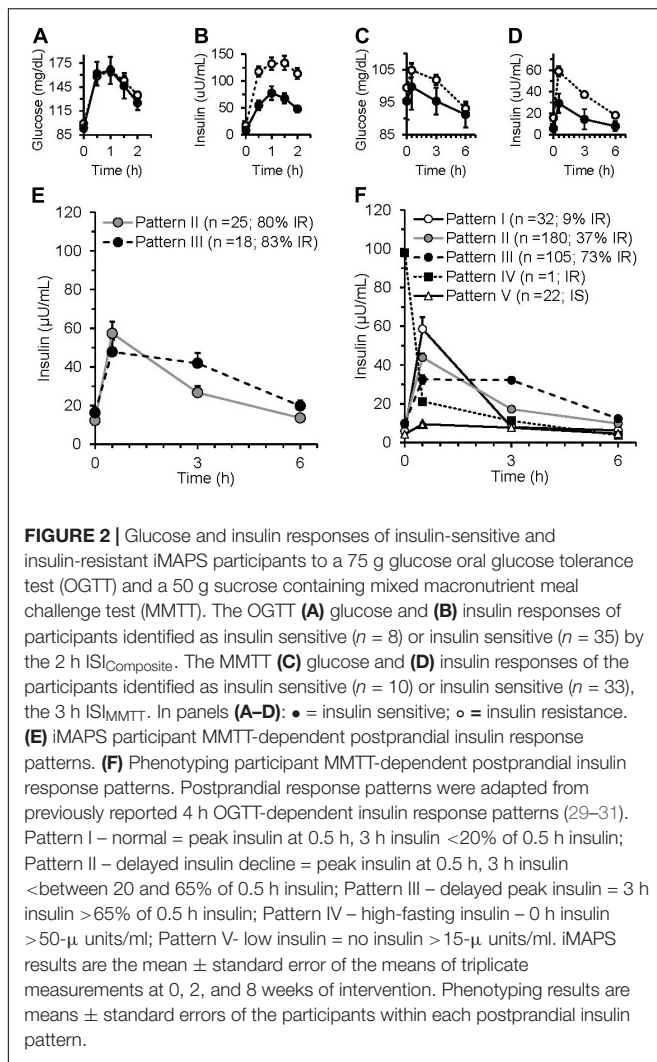 A B C D
Glucose (mg/dL)
175
155
135
115
95 85
0 1 2
Time (h)
Insulin (uU/mL)
150
100
50
0
0 1 2
Time (h)
Glucose (mg/dL)
105
95
85
0 3 6
Time (h)
Insulin (uU/mL)
60
40
20
0
0 3 6
Time (h)
E
Pattern II (n =25; 80% IR)
Pattern III (n =18; 83% IR)
Insulin (µU/mL)
120
100
80
60
40
20
0
0 3 6
Time (h)
F
Pattern I (n =32; 9% IR)
Pattern II (n =180; 37% IR)
Pattern III (n =105; 73% IR)
Pattern IV (n =1; IR)
Pattern V (n =22; IS)
Insulin (µU/mL)
120
100
80
60
40
20
0
0 3 6
Time (h)
FIGURE 2 | Glucose and insulin responses of insulin-sensitive and
insulin-resistant iMAPS participants to a 75 g glucose oral glucose tolerance
test (OGTT) and a 50 g sucrose containing mixed macronutrient meal
challenge test (MMTT). The OGTT (A) glucose and (B) insulin responses of
participants identified as insulin sensitive (n = 8) or insulin sensitive (n = 35) by
the 2 h ISIComposite. The MMTT (C) glucose and (D) insulin responses of the
participants identified as insulin sensitive (n = 10) or insulin sensitive (n = 33),
the 3 h ISIMMTT. In panels (A–D): ● = insulin sensitive; ○ = insulin resistance.
(E) iMAPS participant MMTT-dependent postprandial insulin response
patterns. (F) Phenotyping participant MMTT-dependent postprandial insulin
response patterns. Postprandial response patterns were adapted from
previously reported 4 h OGTT-dependent insulin response patterns (29–31).
Pattern I – normal = peak insulin at 0.5 h, 3 h insulin <20% of 0.5 h insulin;
Pattern II – delayed insulin decline = peak insulin at 0.5 h, 3 h insulin
<between 20 and 65% of 0.5 h insulin; Pattern III – delayed peak insulin = 3 h
insulin >65% of 0.5 h insulin; Pattern IV – high-fasting insulin – 0 h insulin
>50-µ units/ml; Pattern V- low insulin = no insulin >15-µ units/ml. iMAPS
results are the mean ± standard error of the means of triplicate
measurements at 0, 2, and 8 weeks of intervention. Phenotyping results are
means ± standard errors of the participants within each postprandial insulin
pattern.